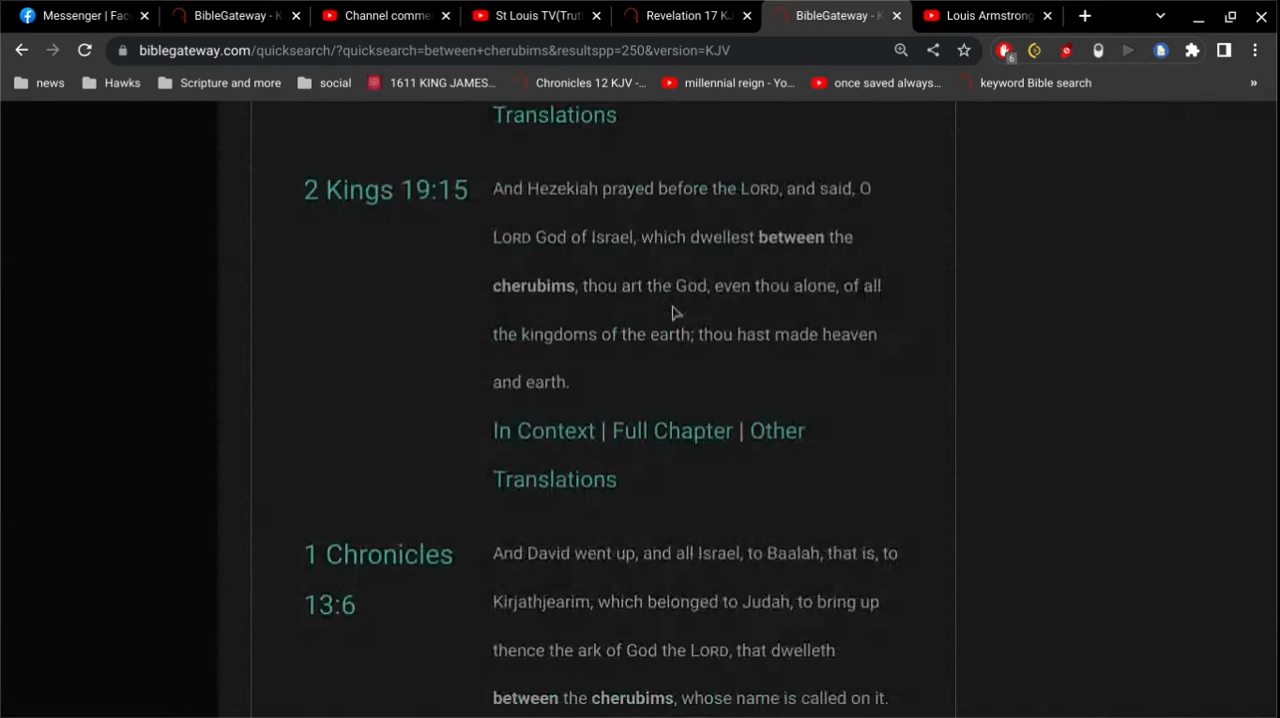 Messenger | Fac
BibleGateway - K
Channel comme
St Louis TV(Trut
Revelation 17 KJ
BibleGateway - K
Louis Armstrong
biblegateway.com/quicksearch/?quicksearch=between+cherubims&resultspp=250&version=KJV
6
news
Hawks
Scripture and more
social
1611 KING JAMES...
Chronicles 12 KJV -...
millennial reign - Yo...
once saved always...
keyword Bible search
»
Translations
2 Kings 19:15
And Hezekiah prayed before the LORD, and said, O
LORD God of Israel, which dwellest between the
cherubims, thou art the God, even thou alone, of all
the kingdoms of the earth; thou hast made heaven
and earth.
In Context | Full Chapter | Other
Translations
1 Chronicles
13:6
And David went up, and all Israel, to Baalah, that is, to
Kirjathjearim, which belonged to Judah, to bring up
thence the ark of God the LORD, that dwelleth
between the cherubims, whose name is called on it.